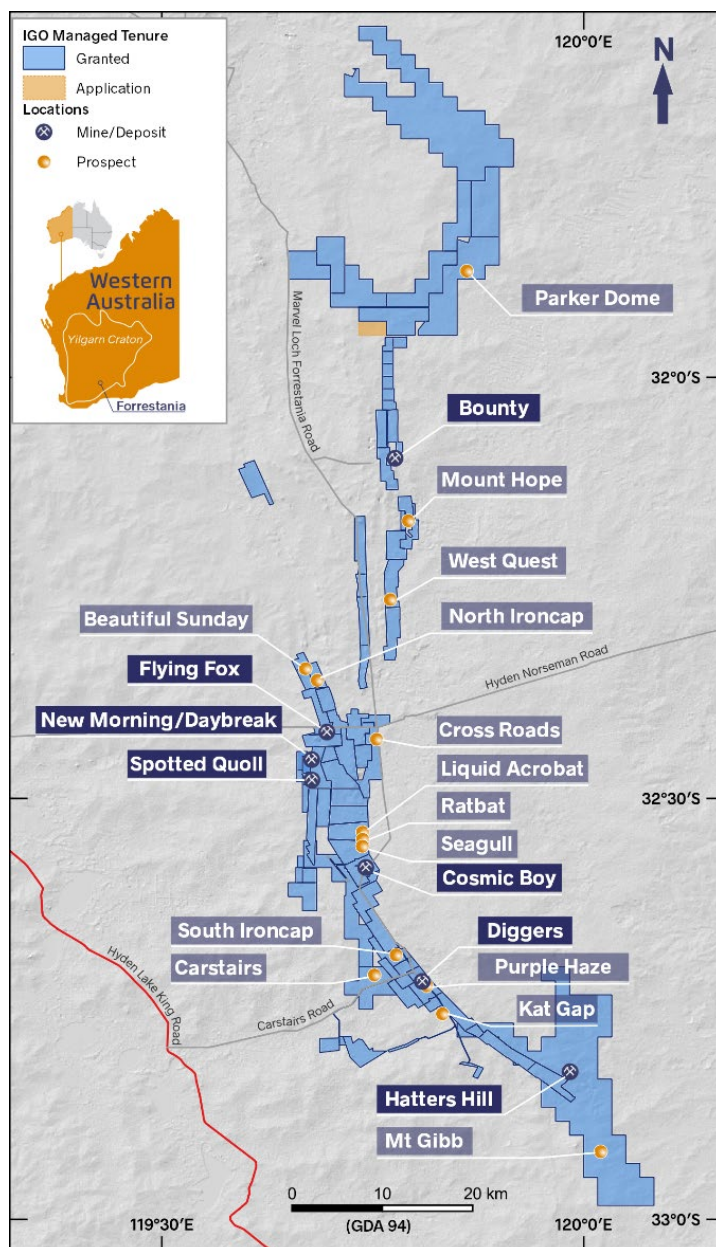 IGO Managed Tenure
Granted
Application
Locations
Mine/Deposit
Prospect
Western
Australia
Yilgarn Craton
Forrestania
120°0'E
N
Parker Dome
Marvel Loch Forrestania Road
32°0'S
Bounty
Mount Hope
West Quest
Beautiful Sunday
North Ironcap
Flying Fox
Hyden Norseman Road
New Morning/Daybreak
Cross Roads
Spotted Quoll
Liquid Acrobat
32°30'S
Ratbat
Seagull
Cosmic Boy
South Ironcap
Diggers
Carstairs
Purple Haze
Hyden Lake King Road
Carstairs Road
Kat Gap
Hatters Hill
Mt Gibb
0 10 20 km
(GDA 94)
119°30'E
120°0'E
33°0'S